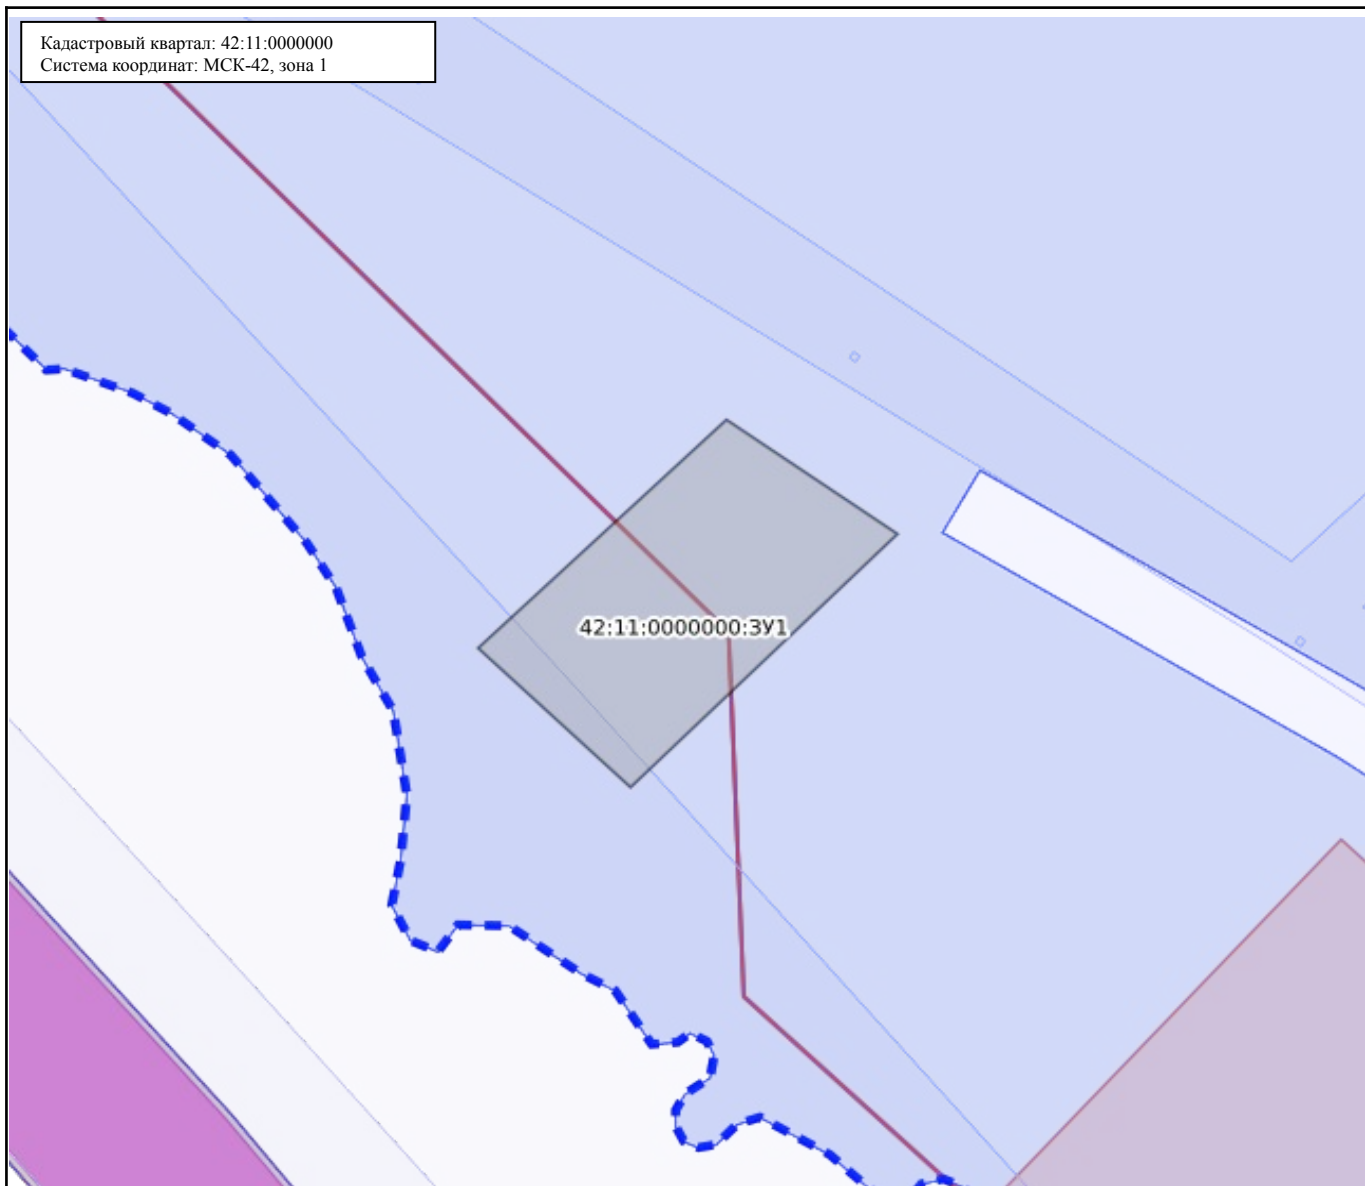 Кадастровый квартал: 42:11:0000000
Система координат: МСК-42, зона 1
42:11:0000000:ЗУ1